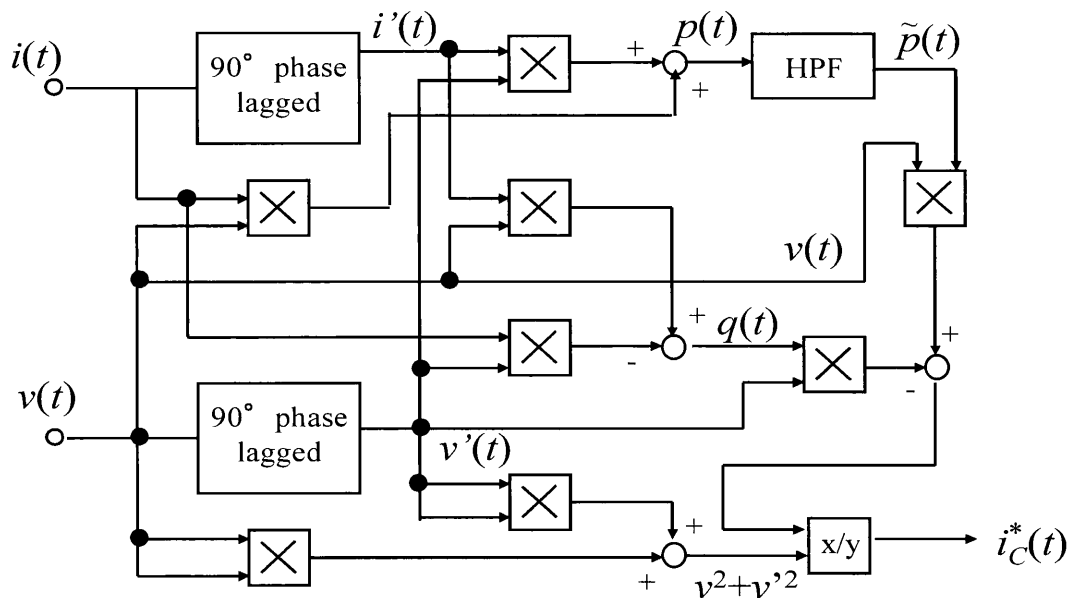 i(t)
90° phase
lagged
i’(t)
+
+
p(t)
HPF
p̃(t)
v(t)
+
-
q(t)
+
-
v(t)
90° phase
lagged
v’(t)
+
+
v²+v’²
x/y
i*C(t)